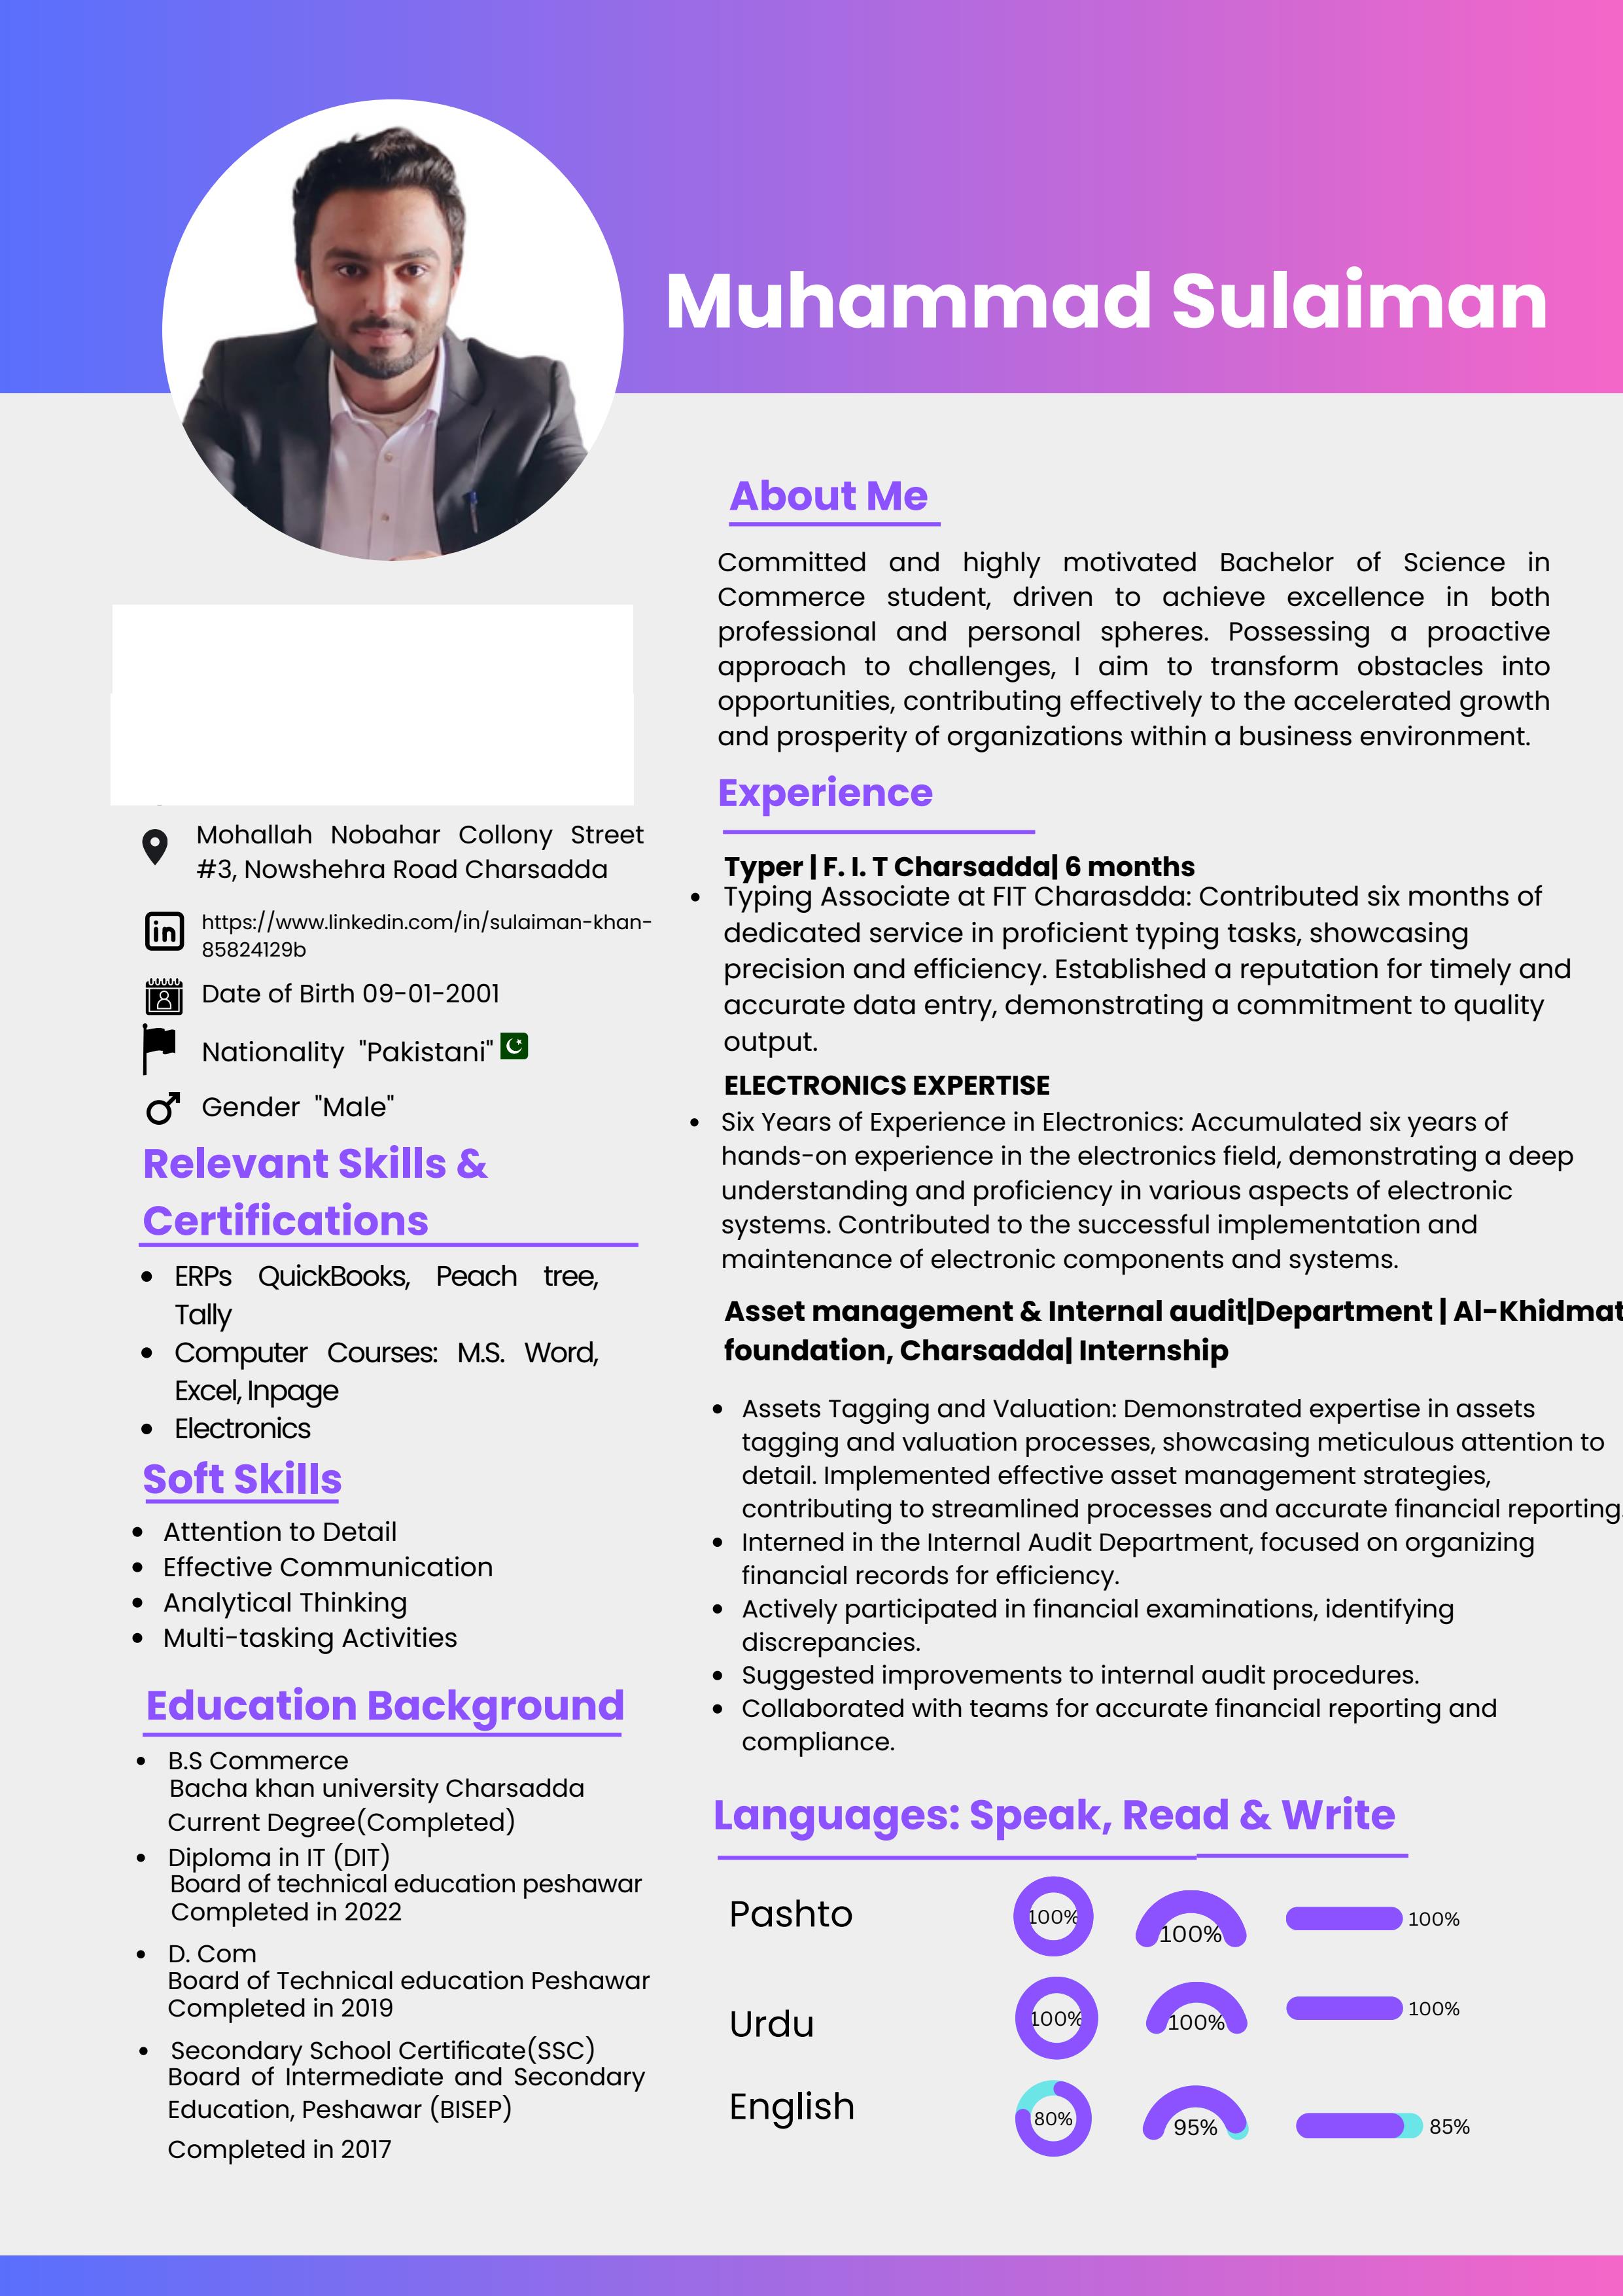 Muhammad Sulaiman
Mohallah Nobahar Collony Street
#3, Nowshehra Road Charsadda
https://www.linkedin.com/in/sulaiman-khan-
85824129b
Date of Birth 09-01-2001
Nationality "Pakistani"
Gender "Male"
Relevant Skills &
Certifications
• ERPs QuickBooks, Peach tree,
Tally
• Computer Courses: M.S. Word,
Excel, Inpage
• Electronics
Soft Skills
• Attention to Detail
• Effective Communication
• Analytical Thinking
• Multi-tasking Activities
Education Background
• B.S Commerce
Bacha khan university Charsadda
Current Degree(Completed)
• Diploma in IT (DIT)
Board of technical education peshawar
Completed in 2022
• D. Com
Board of Technical education Peshawar
Completed in 2019
• Secondary School Certificate(SSC)
Board of Intermediate and Secondary
Education, Peshawar (BISEP)
Completed in 2017
About Me
Committed and highly motivated Bachelor of Science in
Commerce student, driven to achieve excellence in both
professional and personal spheres. Possessing a proactive
approach to challenges, I aim to transform obstacles into
opportunities, contributing effectively to the accelerated growth
and prosperity of organizations within a business environment.
Experience
Typer | F. I. T Charsadda| 6 months
• Typing Associate at FIT Charasdda: Contributed six months of
dedicated service in proficient typing tasks, showcasing
precision and efficiency. Established a reputation for timely and
accurate data entry, demonstrating a commitment to quality
output.
ELECTRONICS EXPERTISE
• Six Years of Experience in Electronics: Accumulated six years of
hands-on experience in the electronics field, demonstrating a deep
understanding and proficiency in various aspects of electronic
systems. Contributed to the successful implementation and
maintenance of electronic components and systems.
Asset management & Internal audit|Department | Al-Khidmat
foundation, Charsadda| Internship
• Assets Tagging and Valuation: Demonstrated expertise in assets
tagging and valuation processes, showcasing meticulous attention to
detail. Implemented effective asset management strategies,
contributing to streamlined processes and accurate financial reporting.
• Interned in the Internal Audit Department, focused on organizing
financial records for efficiency.
• Actively participated in financial examinations, identifying
discrepancies.
• Suggested improvements to internal audit procedures.
• Collaborated with teams for accurate financial reporting and
compliance.
Languages: Speak, Read & Write
Pashto 100% 100% 100%
Urdu 100% 100% 100%
English 80% 95% 85%